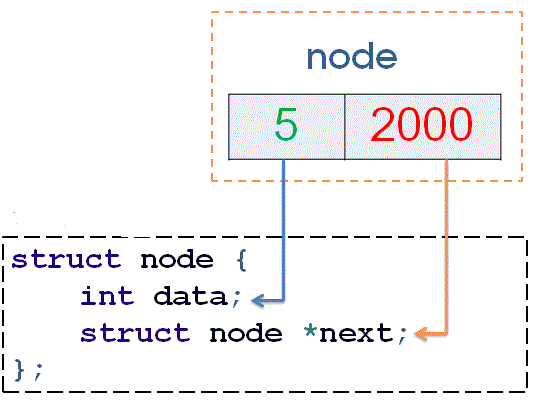 node
5 2000
struct node {
    int data;
    struct node *next;
};